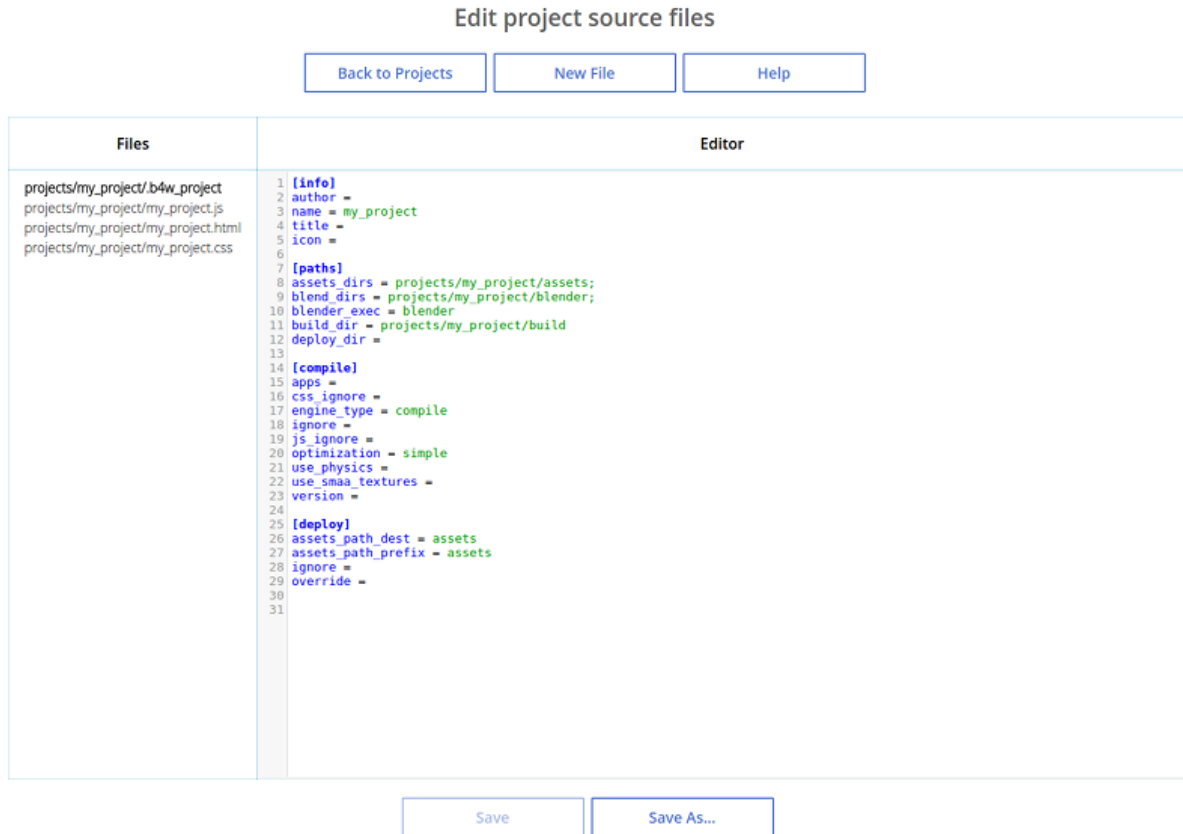 Edit project source files
Back to Projects New File Help
Files Editor
projects/my_project/.b4w_project
projects/my_project/my_project.js
projects/my_project/my_project.html
projects/my_project/my_project.css
1 [info]
2 author =
3 name = my_project
4 title =
5 icon =
6
7 [paths]
8 assets_dirs = projects/my_project/assets;
9 blend_dirs = projects/my_project/blender;
10 blender_exec = blender
11 build_dir = projects/my_project/build
12 deploy_dir =
13
14 [compile]
15 apps =
16 css_ignore =
17 engine_type = compile
18 ignore =
19 js_ignore =
20 optimization = simple
21 use_physics =
22 use_smaa_textures =
23 version =
24
25 [deploy]
26 assets_path_dest = assets
27 assets_path_prefix = assets
28 ignore =
29 override =
30
31
Save Save As...